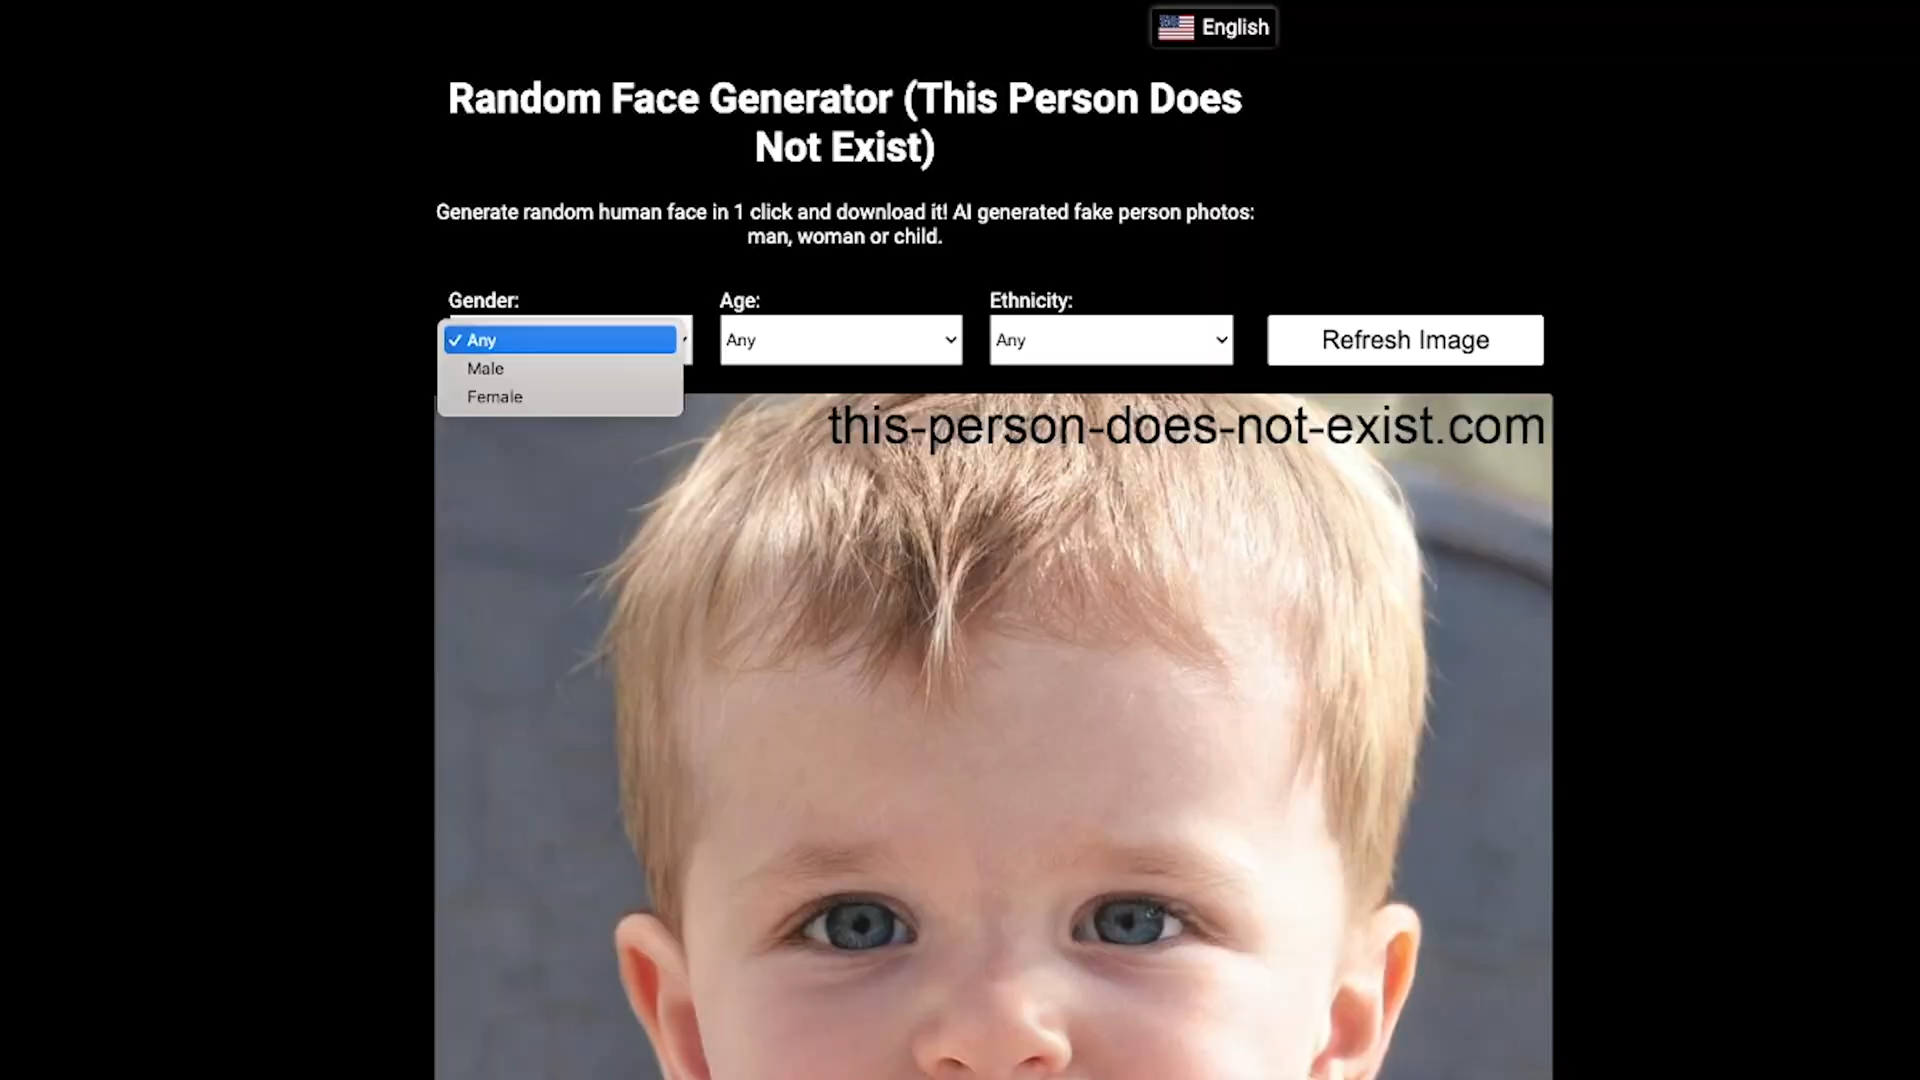 English
Random Face Generator (This Person Does
Not Exist)
Generate random human face in 1 click and download it! AI generated fake person photos:
man, woman or child.
Gender: Age: Ethnicity:
Any Any Any Refresh Image
Male
Female
this-person-does-not-exist.com